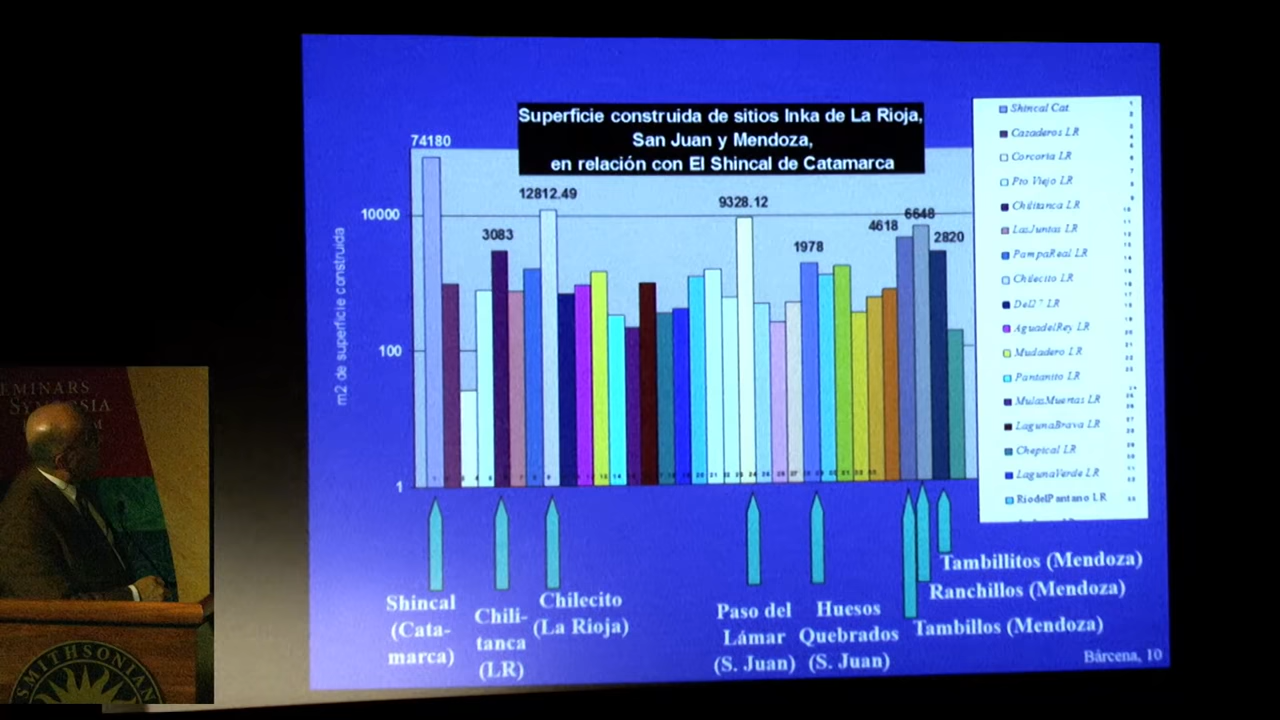 Superficie construida de sitios Inka de La Rioja,
San Juan y Mendoza,
en relación con El Shincal de Catamarca
74180
12812.49
9328.12
10000
3083
1978
4618
6648
2820
100
1
m2 de superficie construida
Shincal Cat.
Cazaderos LR
Corcoria LR
Pto Viejo LR
Chilitanca LR
LasJuntas LR
PampaReal LR
Chilecito LR
AguadelRey LR
Mudadero LR
Pantanito LR
MulasMuertas LR
LagunaBrava LR
Chepical LR
LagunaVerde LR
RiodelPantano LR
Shincal
(Cata-
marca)
Chili-
tanca
(LR)
Chilecito
(La Rioja)
Paso del
Lámar
(S. Juan)
Huesos
Quebrados
(S. Juan)
Tambillitos (Mendoza)
Ranchillos (Mendoza)
Tambillos (Mendoza)
Bárcena, 10
SMITHSONIAN